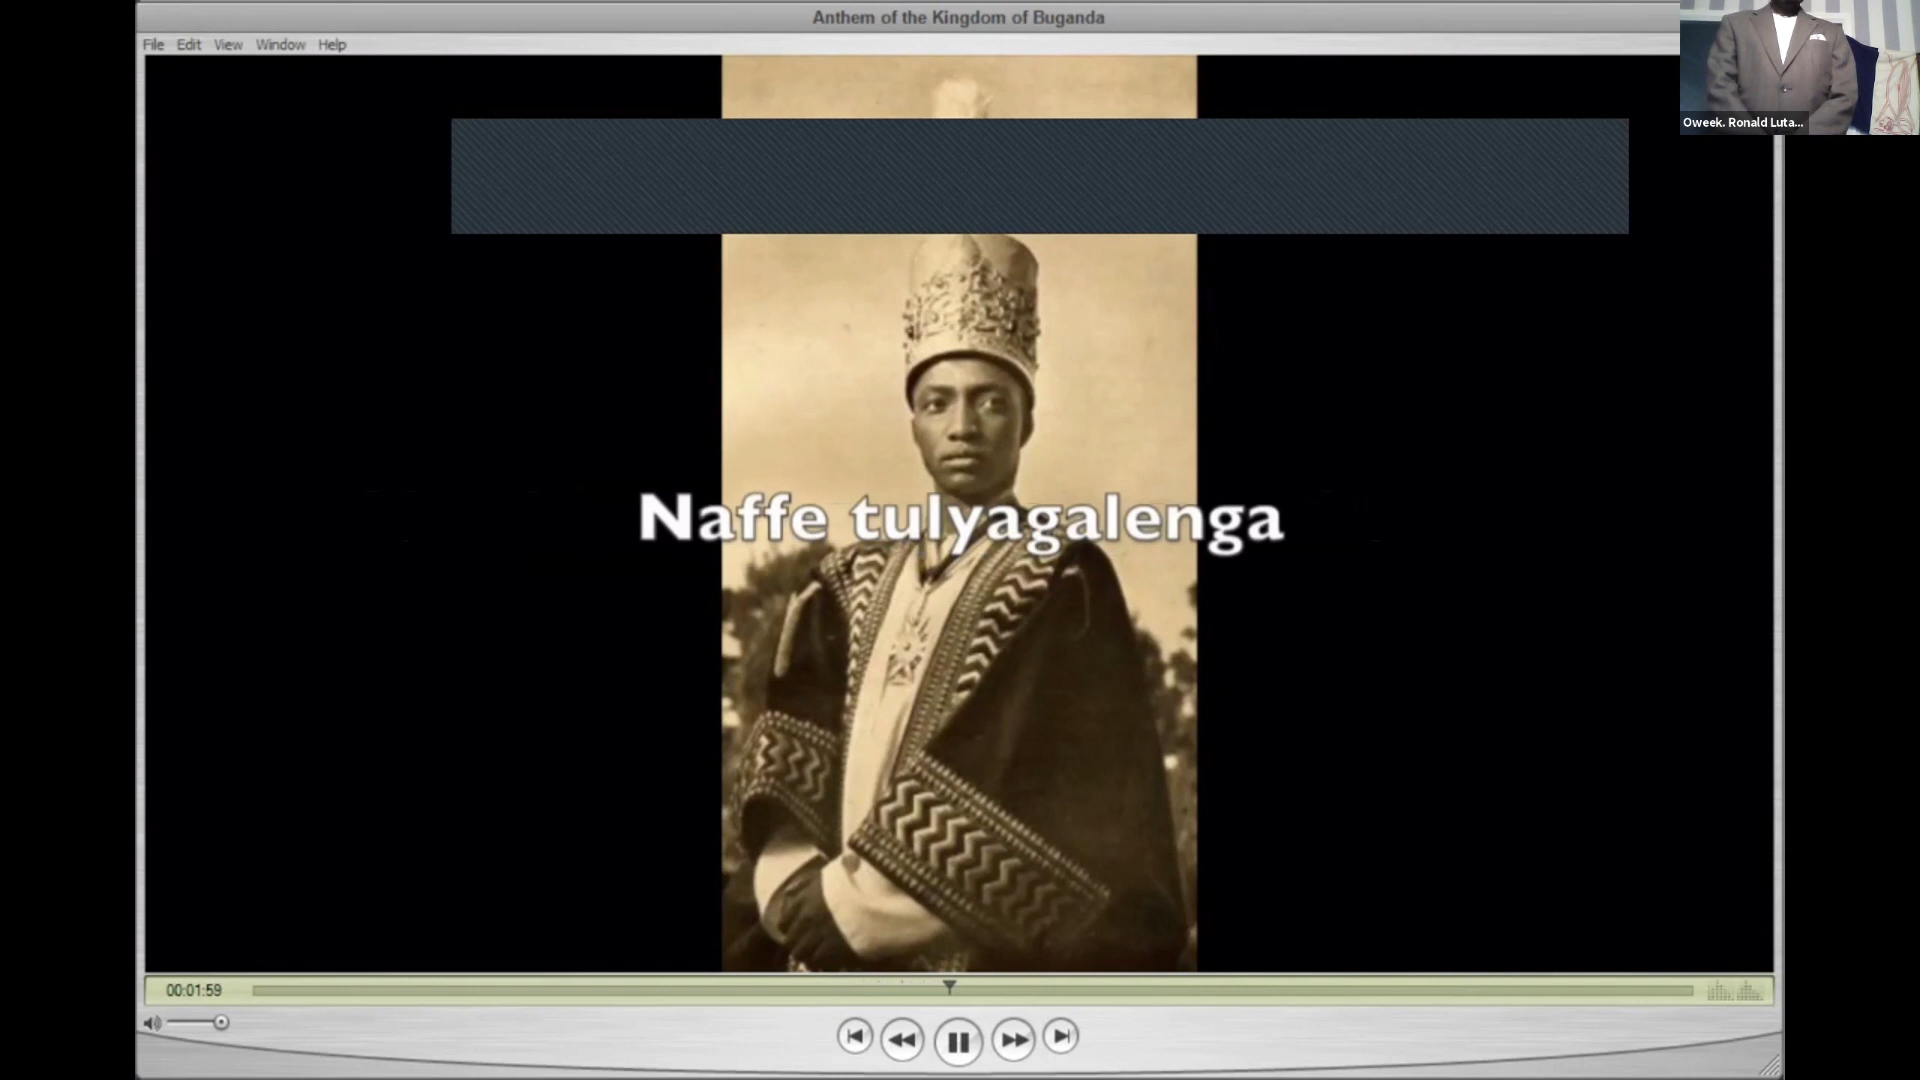 Anthem of the Kingdom of Buganda
File Edit View Window Help
Oweek. Ronald Luta...
Naffe tulyagalenga
00:01:59